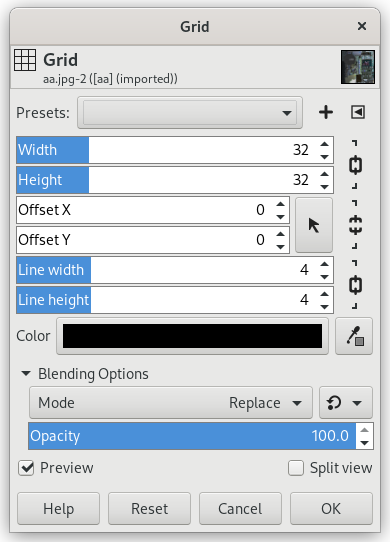 Grid
Grid
aa.jpg-2 ([aa] (imported))
Presets:
Width 32
Height 32
Offset X 0
Offset Y 0
Line width 4
Line height 4
Color
Blending Options
Mode Replace
Opacity 100.0
Preview Split view
Help Reset Cancel OK